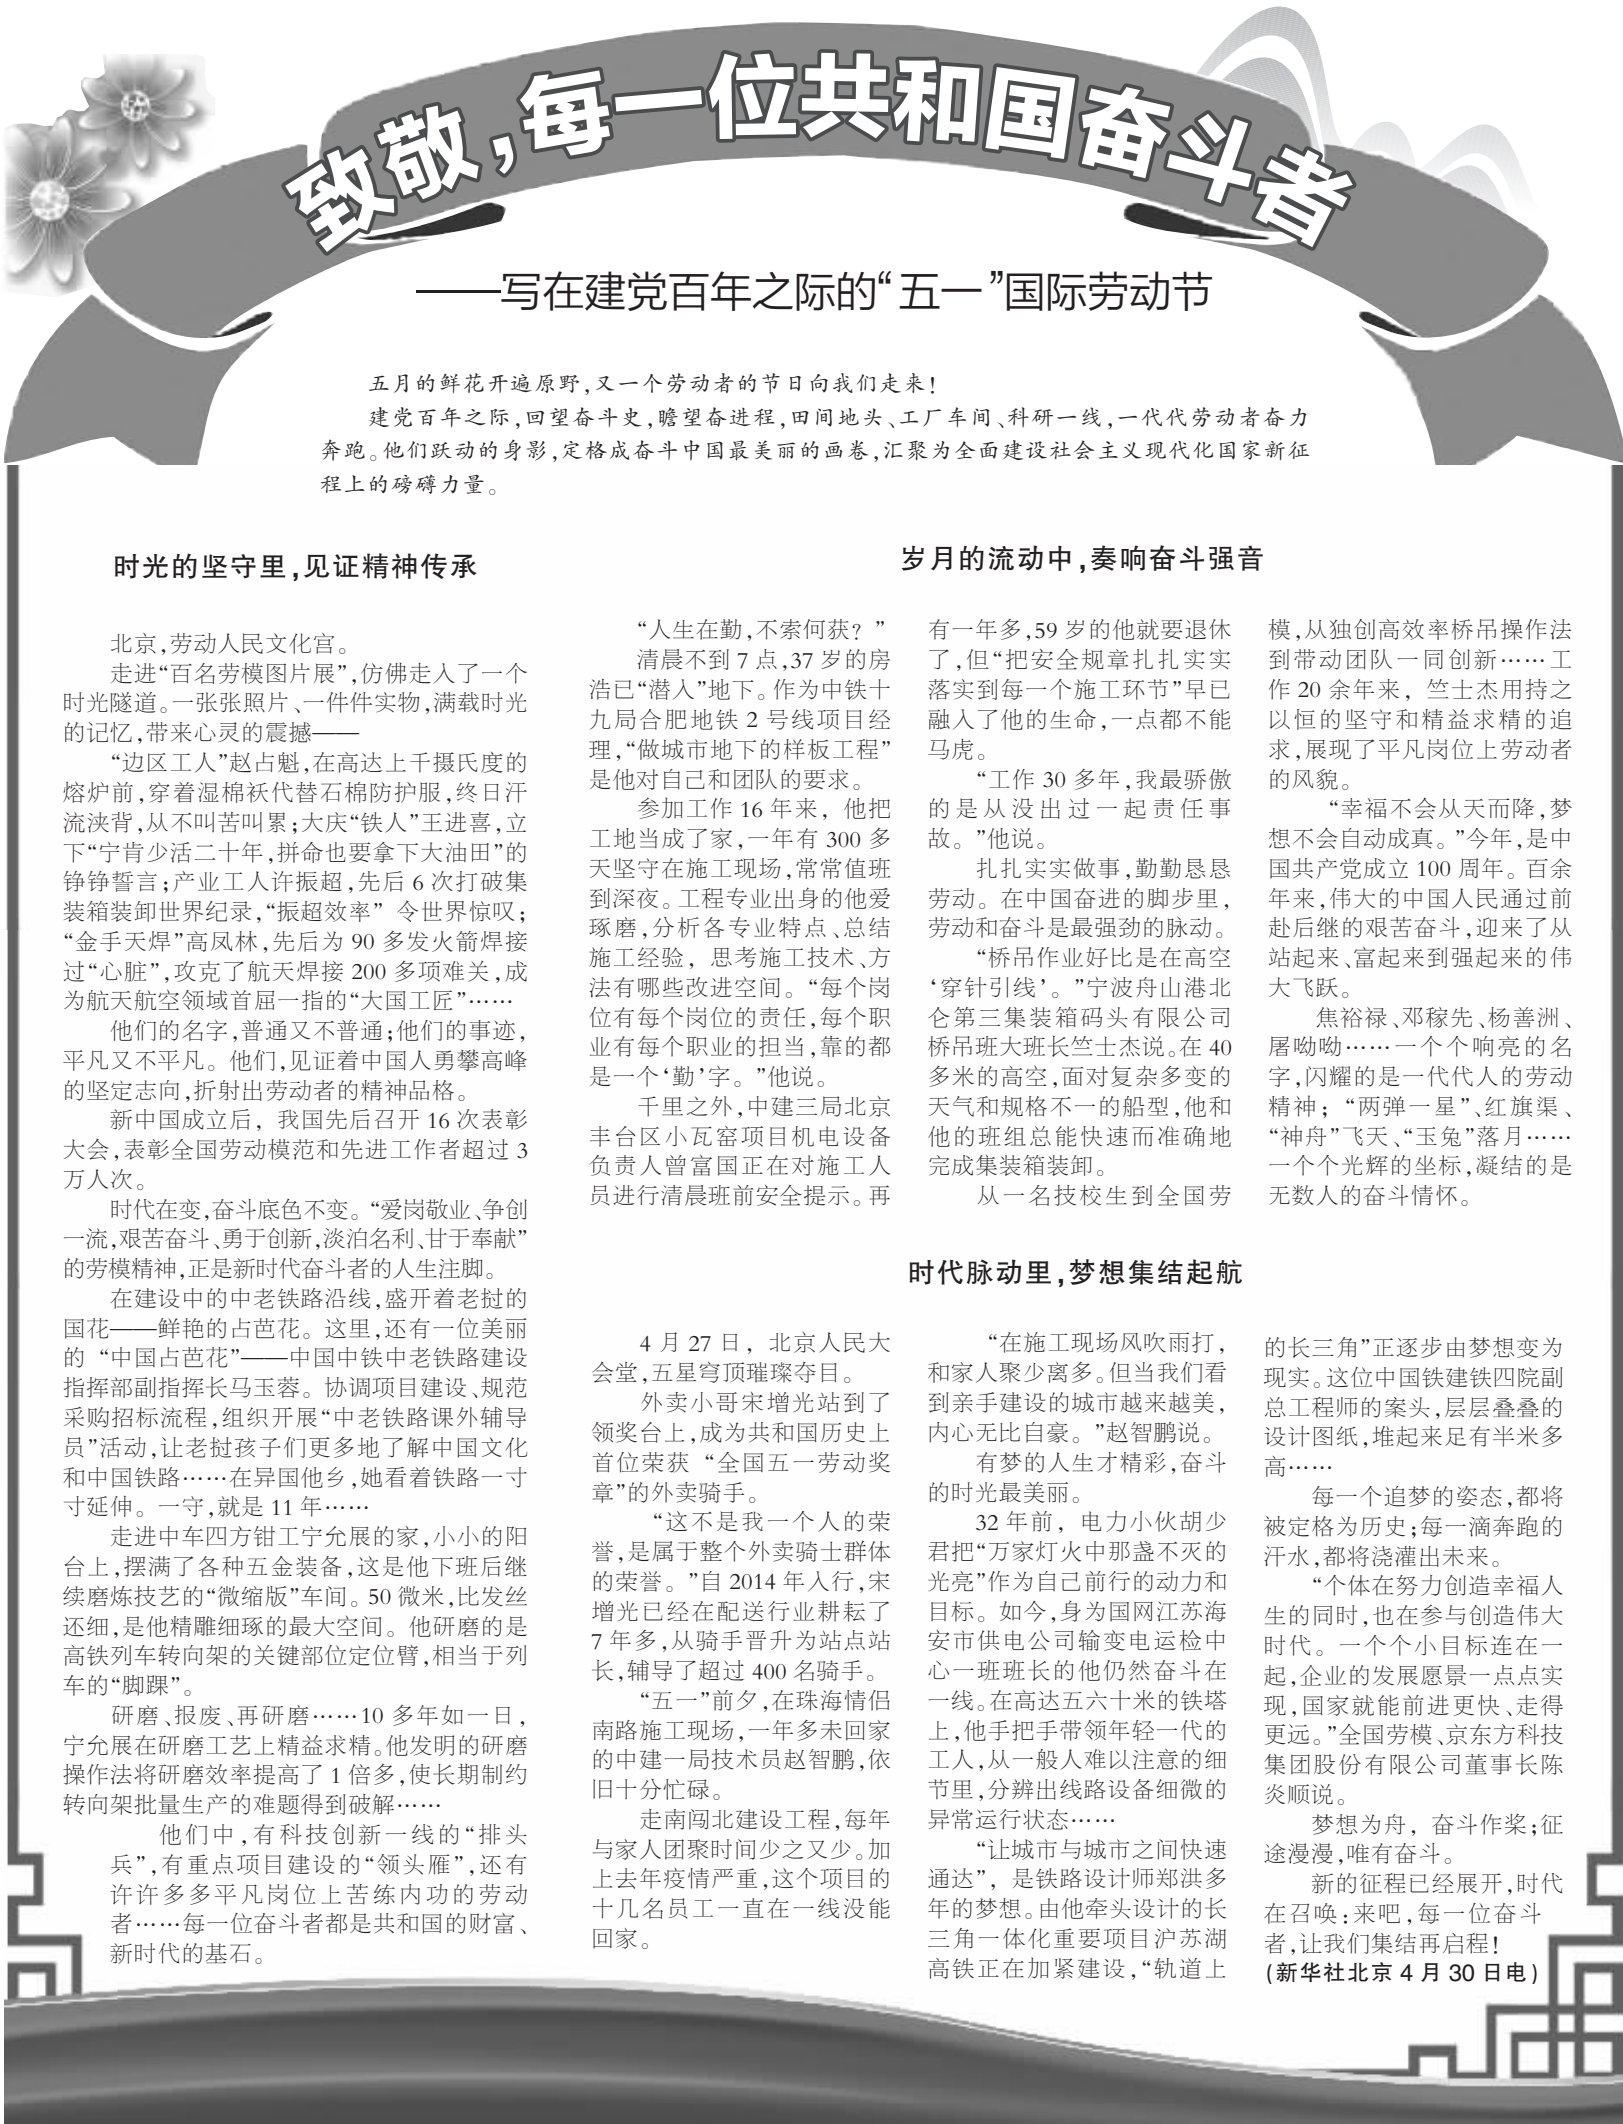 致敬,每一位共和国奋斗者
——写在建党百年之际的“五一”国际劳动节
五月的鲜花开遍原野,又一个劳动者的节日向我们走来!
建党百年之际,回望奋斗史,瞻望奋进程,田间地头、工厂车间、科研一线,一代代劳动者奋力
奔跑。他们跃动的身影,定格成奋斗中国最美丽的画卷,汇聚为全面建设社会主义现代化国家新征
程上的磅礴力量。
时光的坚守里,见证精神传承
北京,劳动人民文化宫。
走进“百名劳模图片展”,仿佛走入了一个
时光隧道。一张张照片、一件件实物,满载时光
的记忆,带来心灵的震撼——
“边区工人”赵占魁,在高达上千摄氏度的
熔炉前,穿着湿棉袄代替石棉防护服,终日汗
流浃背,从不叫苦叫累;大庆“铁人”王进喜,立
下“宁肯少活二十年,拼命也要拿下大油田”的
铮铮誓言;产业工人许振超,先后 6 次打破集
装箱装卸世界纪录,“振超效率” 令世界惊叹;
“金手天焊”高凤林,先后为 90 多发火箭焊接
过“心脏”,攻克了航天焊接 200 多项难关,成
为航天航空领域首屈一指的“大国工匠”……
他们的名字,普通又不普通;他们的事迹,
平凡又不平凡。他们,见证着中国人勇攀高峰
的坚定志向,折射出劳动者的精神品格。
新中国成立后, 我国先后召开 16 次表彰
大会,表彰全国劳动模范和先进工作者超过 3
万人次。
时代在变,奋斗底色不变。“爱岗敬业、争创
一流,艰苦奋斗、勇于创新,淡泊名利、甘于奉献”
的劳模精神,正是新时代奋斗者的人生注脚。
在建设中的中老铁路沿线,盛开着老挝的
国花——鲜艳的占芭花。这里,还有一位美丽
的 “中国占芭花”——中国中铁中老铁路建设
指挥部副指挥长马玉蓉。协调项目建设、规范
采购招标流程,组织开展“中老铁路课外辅导
员”活动,让老挝孩子们更多地了解中国文化
和中国铁路……在异国他乡,她看着铁路一寸
寸延伸。一守,就是 11 年……
走进中车四方钳工宁允展的家,小小的阳
台上,摆满了各种五金装备,这是他下班后继
续磨炼技艺的“微缩版”车间。50 微米,比发丝
还细,是他精雕细琢的最大空间。他研磨的是
高铁列车转向架的关键部位定位臂,相当于列
车的“脚踝”。
研磨、报废、再研磨……10 多年如一日,
宁允展在研磨工艺上精益求精。他发明的研磨
操作法将研磨效率提高了 1 倍多,使长期制约
转向架批量生产的难题得到破解……
他们中,有科技创新一线的“排头
兵”,有重点项目建设的“领头雁”,还有
许许多多平凡岗位上苦练内功的劳动
者……每一位奋斗者都是共和国的财富、
新时代的基石。
岁月的流动中,奏响奋斗强音
“人生在勤,不索何获? ”
清晨不到 7 点,37 岁的房
浩已“潜入”地下。作为中铁十
九局合肥地铁 2 号线项目经
理,“做城市地下的样板工程”
是他对自己和团队的要求。
参加工作 16 年来, 他把
工地当成了家,一年有 300 多
天坚守在施工现场,常常值班
到深夜。工程专业出身的他爱
琢磨,分析各专业特点、总结
施工经验, 思考施工技术、方
法有哪些改进空间。“每个岗
位有每个岗位的责任,每个职
业有每个职业的担当,靠的都
是一个‘勤’字。”他说。
千里之外,中建三局北京
丰台区小瓦窑项目机电设备
负责人曾富国正在对施工人
员进行清晨班前安全提示。再
有一年多,59 岁的他就要退休
了,但“把安全规章扎扎实实
落实到每一个施工环节”早已
融入了他的生命,一点都不能
马虎。
“工作 30 多年,我最骄傲
的是从没出过一起责任事
故。”他说。
扎扎实实做事,勤勤恳恳
劳动。在中国奋进的脚步里,
劳动和奋斗是最强劲的脉动。
“桥吊作业好比是在高空
‘穿针引线’。”宁波舟山港北
仑第三集装箱码头有限公司
桥吊班大班长竺士杰说。在 40
多米的高空,面对复杂多变的
天气和规格不一的船型,他和
他的班组总能快速而准确地
完成集装箱装卸。
从一名技校生到全国劳
模,从独创高效率桥吊操作法
到带动团队一同创新……工
作 20 余年来, 竺士杰用持之
以恒的坚守和精益求精的追
求,展现了平凡岗位上劳动者
的风貌。
“幸福不会从天而降,梦
想不会自动成真。”今年,是中
国共产党成立 100 周年。百余
年来,伟大的中国人民通过前
赴后继的艰苦奋斗,迎来了从
站起来、富起来到强起来的伟
大飞跃。
焦裕禄、邓稼先、杨善洲、
屠呦呦……一个个响亮的名
字,闪耀的是一代代人的劳动
精神; “两弹一星”、红旗渠、
“神舟”飞天、“玉兔”落月……
一个个光辉的坐标,凝结的是
无数人的奋斗情怀。
时代脉动里,梦想集结起航
4 月 27 日, 北京人民大
会堂,五星穹顶璀璨夺目。
外卖小哥宋增光站到了
领奖台上,成为共和国历史上
首位荣获 “全国五一劳动奖
章”的外卖骑手。
“这不是我一个人的荣
誉,是属于整个外卖骑士群体
的荣誉。”自 2014 年入行,宋
增光已经在配送行业耕耘了
7 年多,从骑手晋升为站点站
长,辅导了超过 400 名骑手。
“五一”前夕,在珠海情侣
南路施工现场,一年多未回家
的中建一局技术员赵智鹏,依
旧十分忙碌。
走南闯北建设工程,每年
与家人团聚时间少之又少。加
上去年疫情严重,这个项目的
十几名员工一直在一线没能
回家。
“在施工现场风吹雨打,
和家人聚少离多。但当我们看
到亲手建设的城市越来越美,
内心无比自豪。”赵智鹏说。
有梦的人生才精彩,奋斗
的时光最美丽。
32 年前, 电力小伙胡少
君把“万家灯火中那盏不灭的
光亮”作为自己前行的动力和
目标。如今,身为国网江苏海
安市供电公司输变电运检中
心一班班长的他仍然奋斗在
一线。在高达五六十米的铁塔
上,他手把手带领年轻一代的
工人,从一般人难以注意的细
节里,分辨出线路设备细微的
异常运行状态……
“让城市与城市之间快速
通达”, 是铁路设计师郑洪多
年的梦想。由他牵头设计的长
三角一体化重要项目沪苏湖
高铁正在加紧建设,“轨道上
的长三角”正逐步由梦想变为
现实。这位中国铁建铁四院副
总工程师的案头,层层叠叠的
设计图纸,堆起来足有半米多
高……
每一个追梦的姿态,都将
被定格为历史;每一滴奔跑的
汗水,都将浇灌出未来。
“个体在努力创造幸福人
生的同时,也在参与创造伟大
时代。一个个小目标连在一
起,企业的发展愿景一点点实
现,国家就能前进更快、走得
更远。”全国劳模、京东方科技
集团股份有限公司董事长陈
炎顺说。
梦想为舟, 奋斗作桨;征
途漫漫,唯有奋斗。
新的征程已经展开,时代
在召唤:来吧,每一位奋斗
者,让我们集结再启程!
(新华社北京 4 月 30 日电)